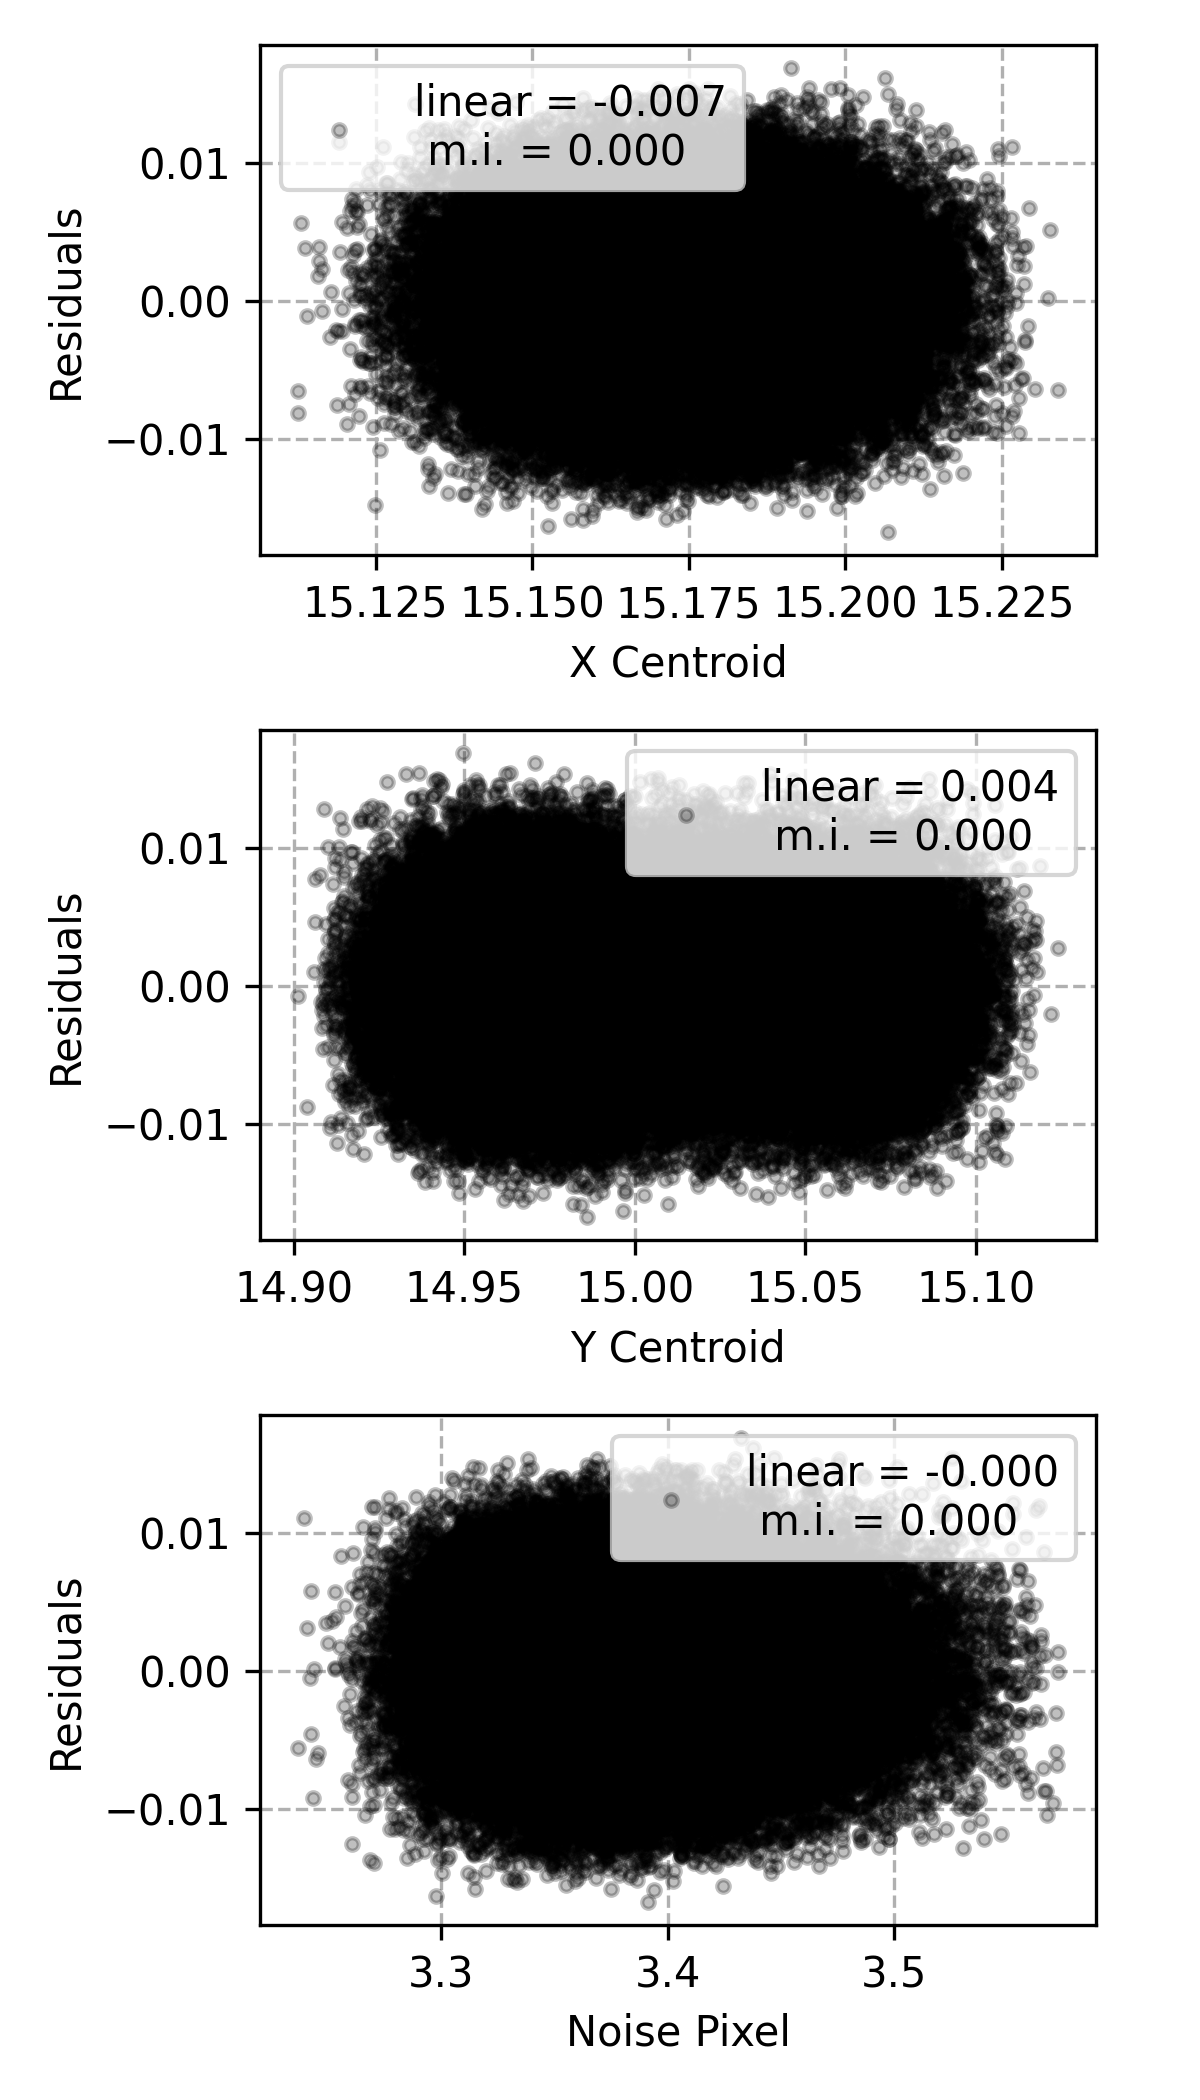 linear = -0.007
m.i. = 0.000
0.01
0.00
−0.01
Residuals
15.125 15.150 15.175 15.200 15.225
X Centroid
linear = 0.004
m.i. = 0.000
0.01
0.00
−0.01
Residuals
14.90 14.95 15.00 15.05 15.10
Y Centroid
linear = -0.000
m.i. = 0.000
0.01
0.00
−0.01
Residuals
3.3 3.4 3.5
Noise Pixel